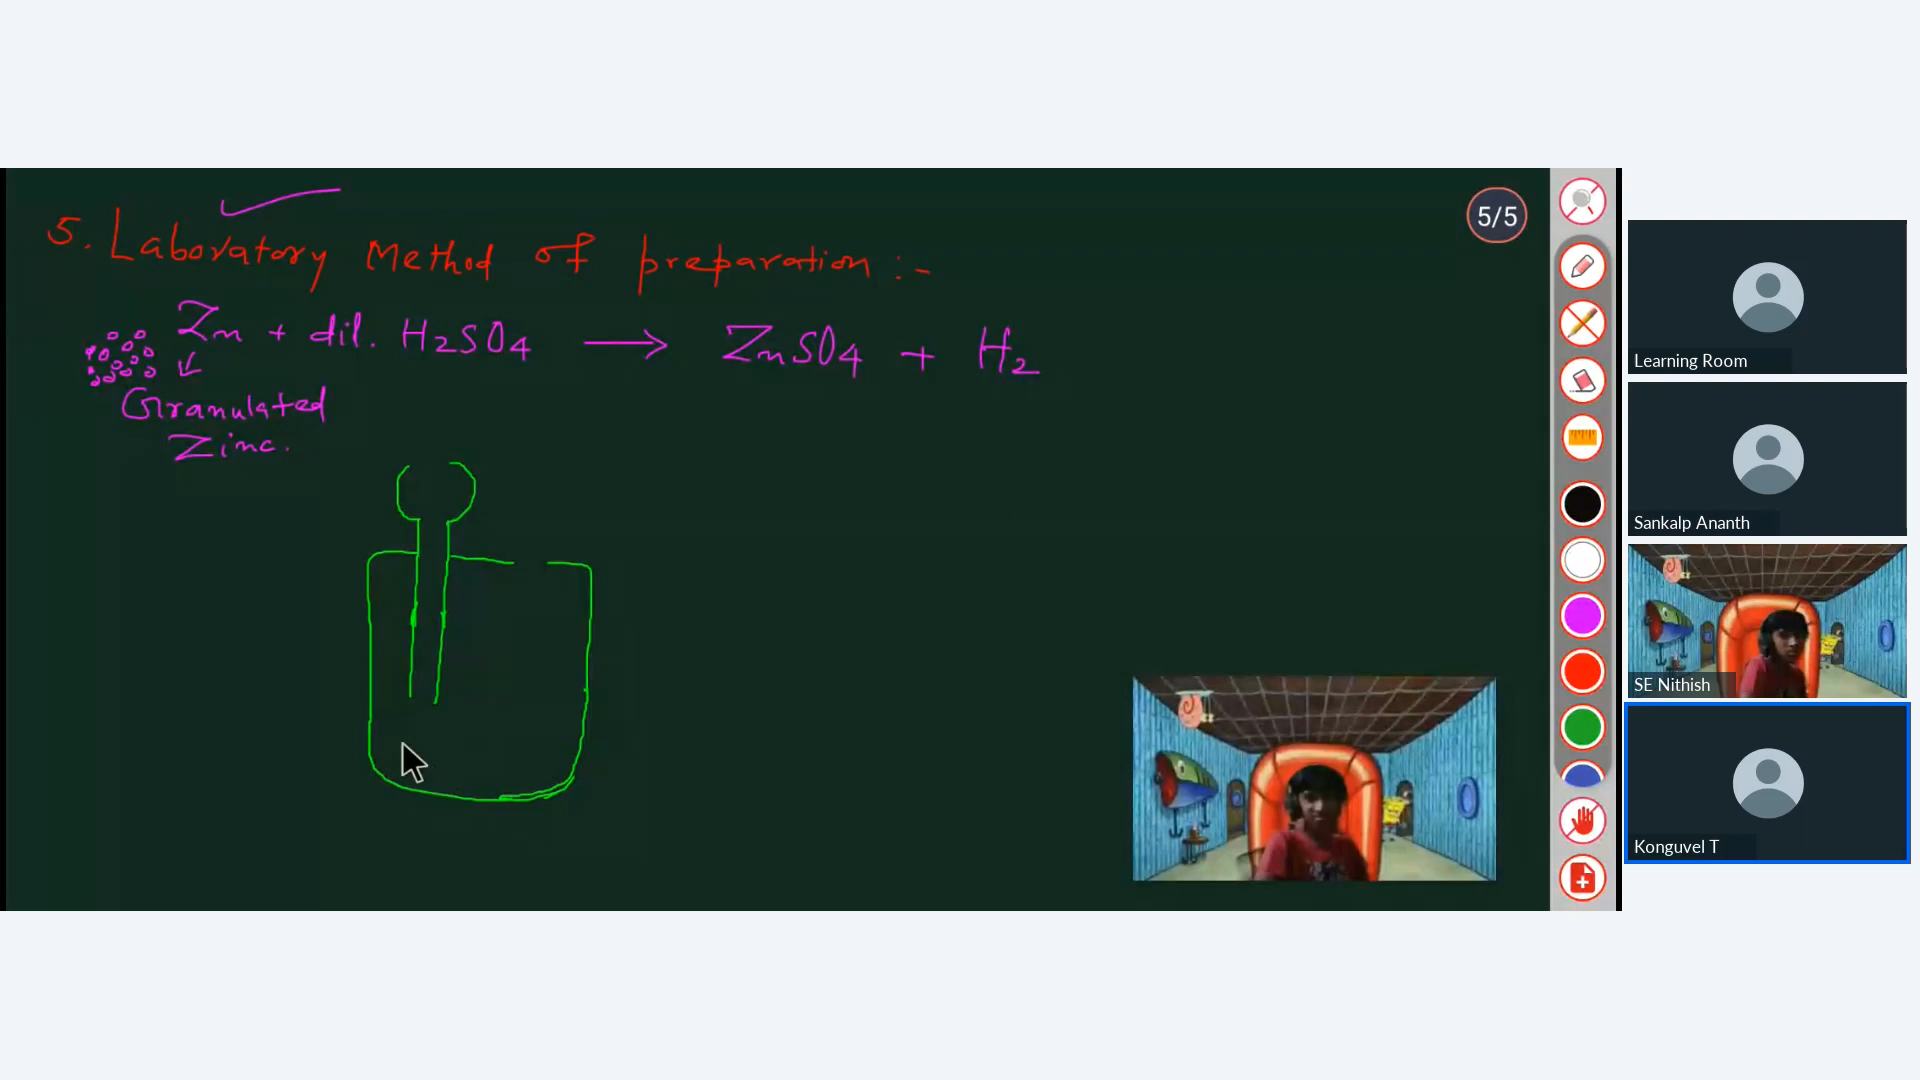 5/5
5. Laboratory Method of preparation :-
Zn + dil. H2SO4 → ZnSO4 + H2
Granulated
Zinc.
Learning Room
Sankalp Ananth
SE Nithish
Konguvel T